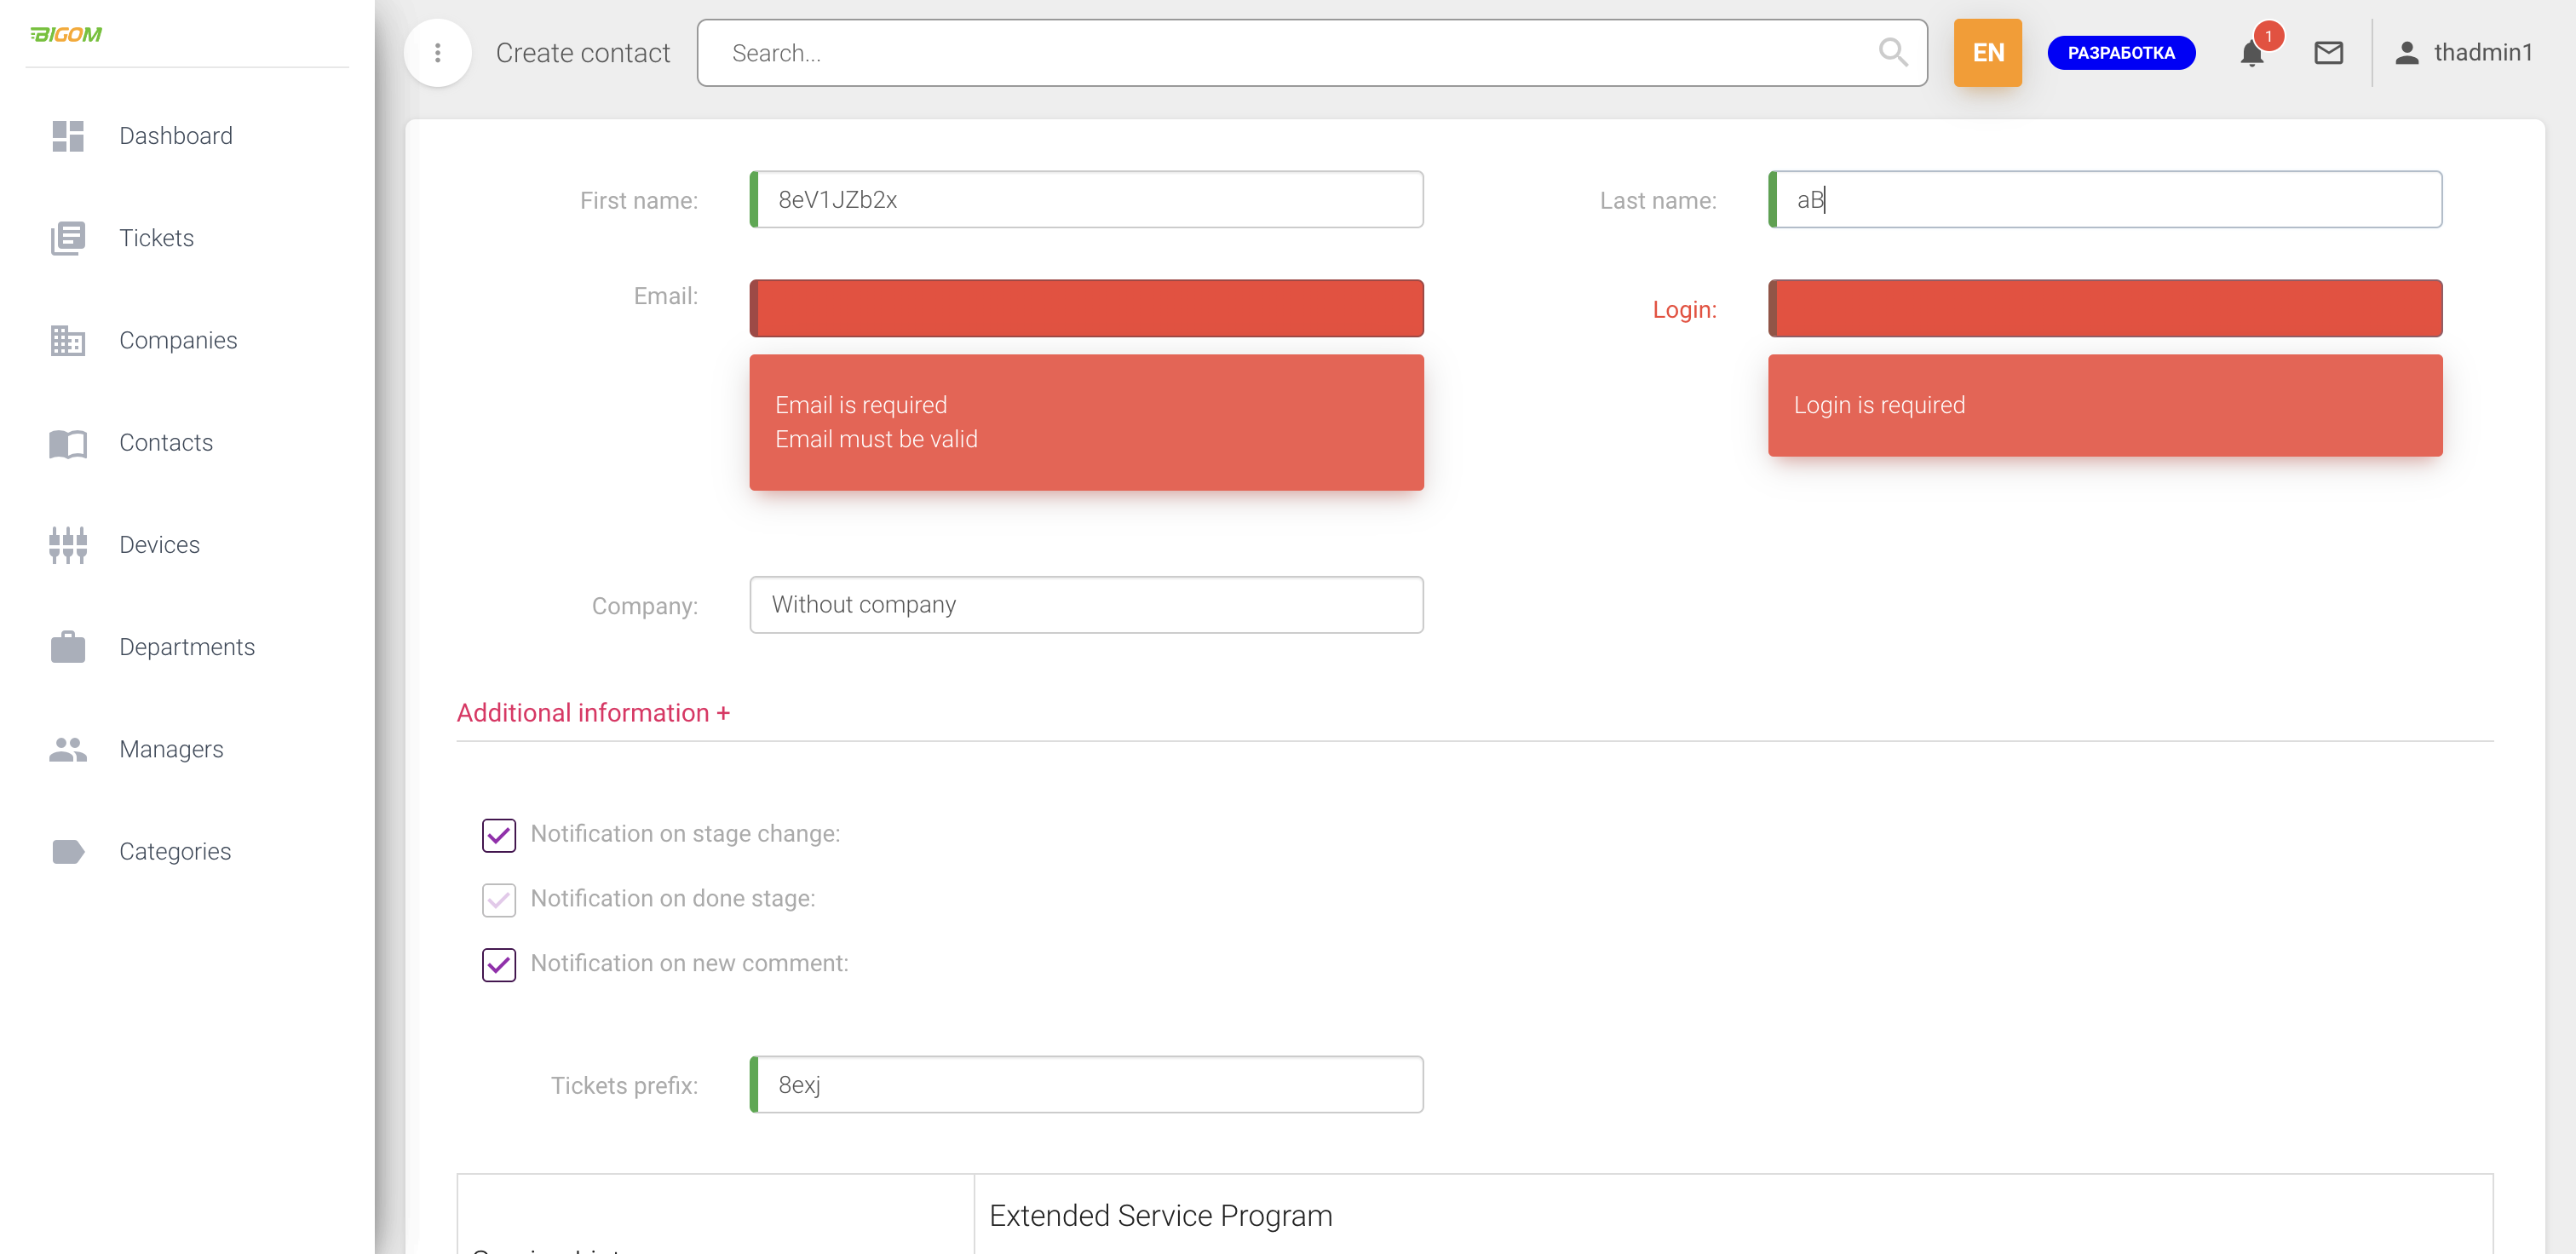 BIGOM
Create contact
Search...
EN
РАЗРАБОТКА
1
thadmin1
Dashboard
Tickets
Companies
Contacts
Devices
Departments
Managers
Categories
First name:
8eV1JZb2x
Last name:
aB
Email:
Login:
Email is required
Email must be valid
Login is required
Company:
Without company
Additional information +
Notification on stage change:
Notification on done stage:
Notification on new comment:
Tickets prefix:
8exj
Extended Service Program